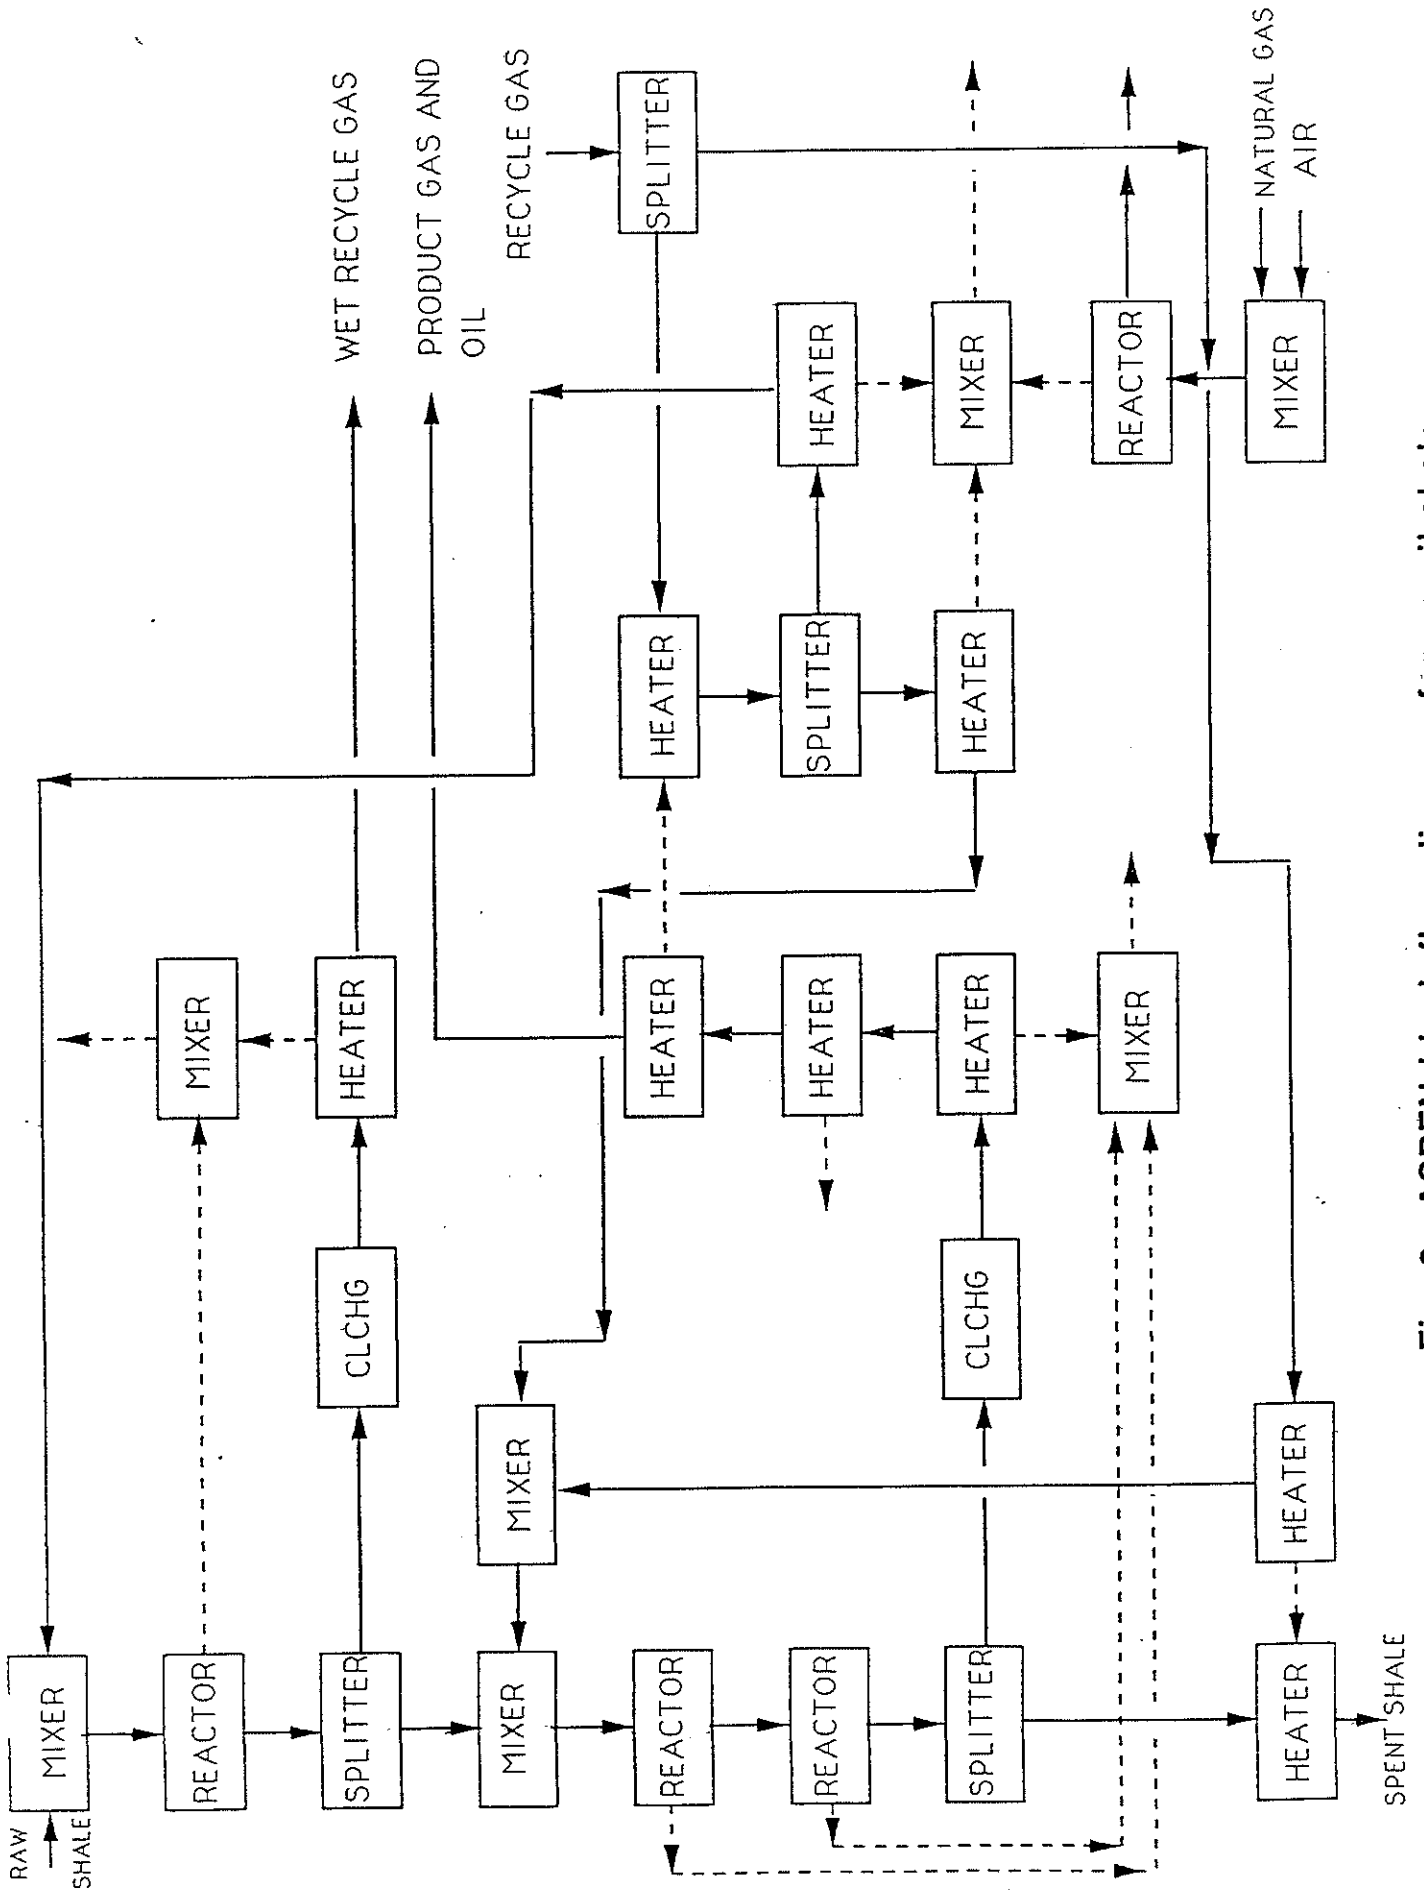 RAW
SHALE
MIXER
REACTOR
SPLITTER
MIXER
REACTOR
REACTOR
SPLITTER
HEATER
SPENT SHALE
MIXER
HEATER
CLCHG
CLCHG
MIXER
HEATER
HEATER
HEATER
HEATER
MIXER
HEATER
SPLITTER
HEATER
HEATER
MIXER
REACTOR
MIXER
SPLITTER
WET RECYCLE GAS
PRODUCT GAS AND
OIL
RECYCLE GAS
NATURAL GAS
AIR